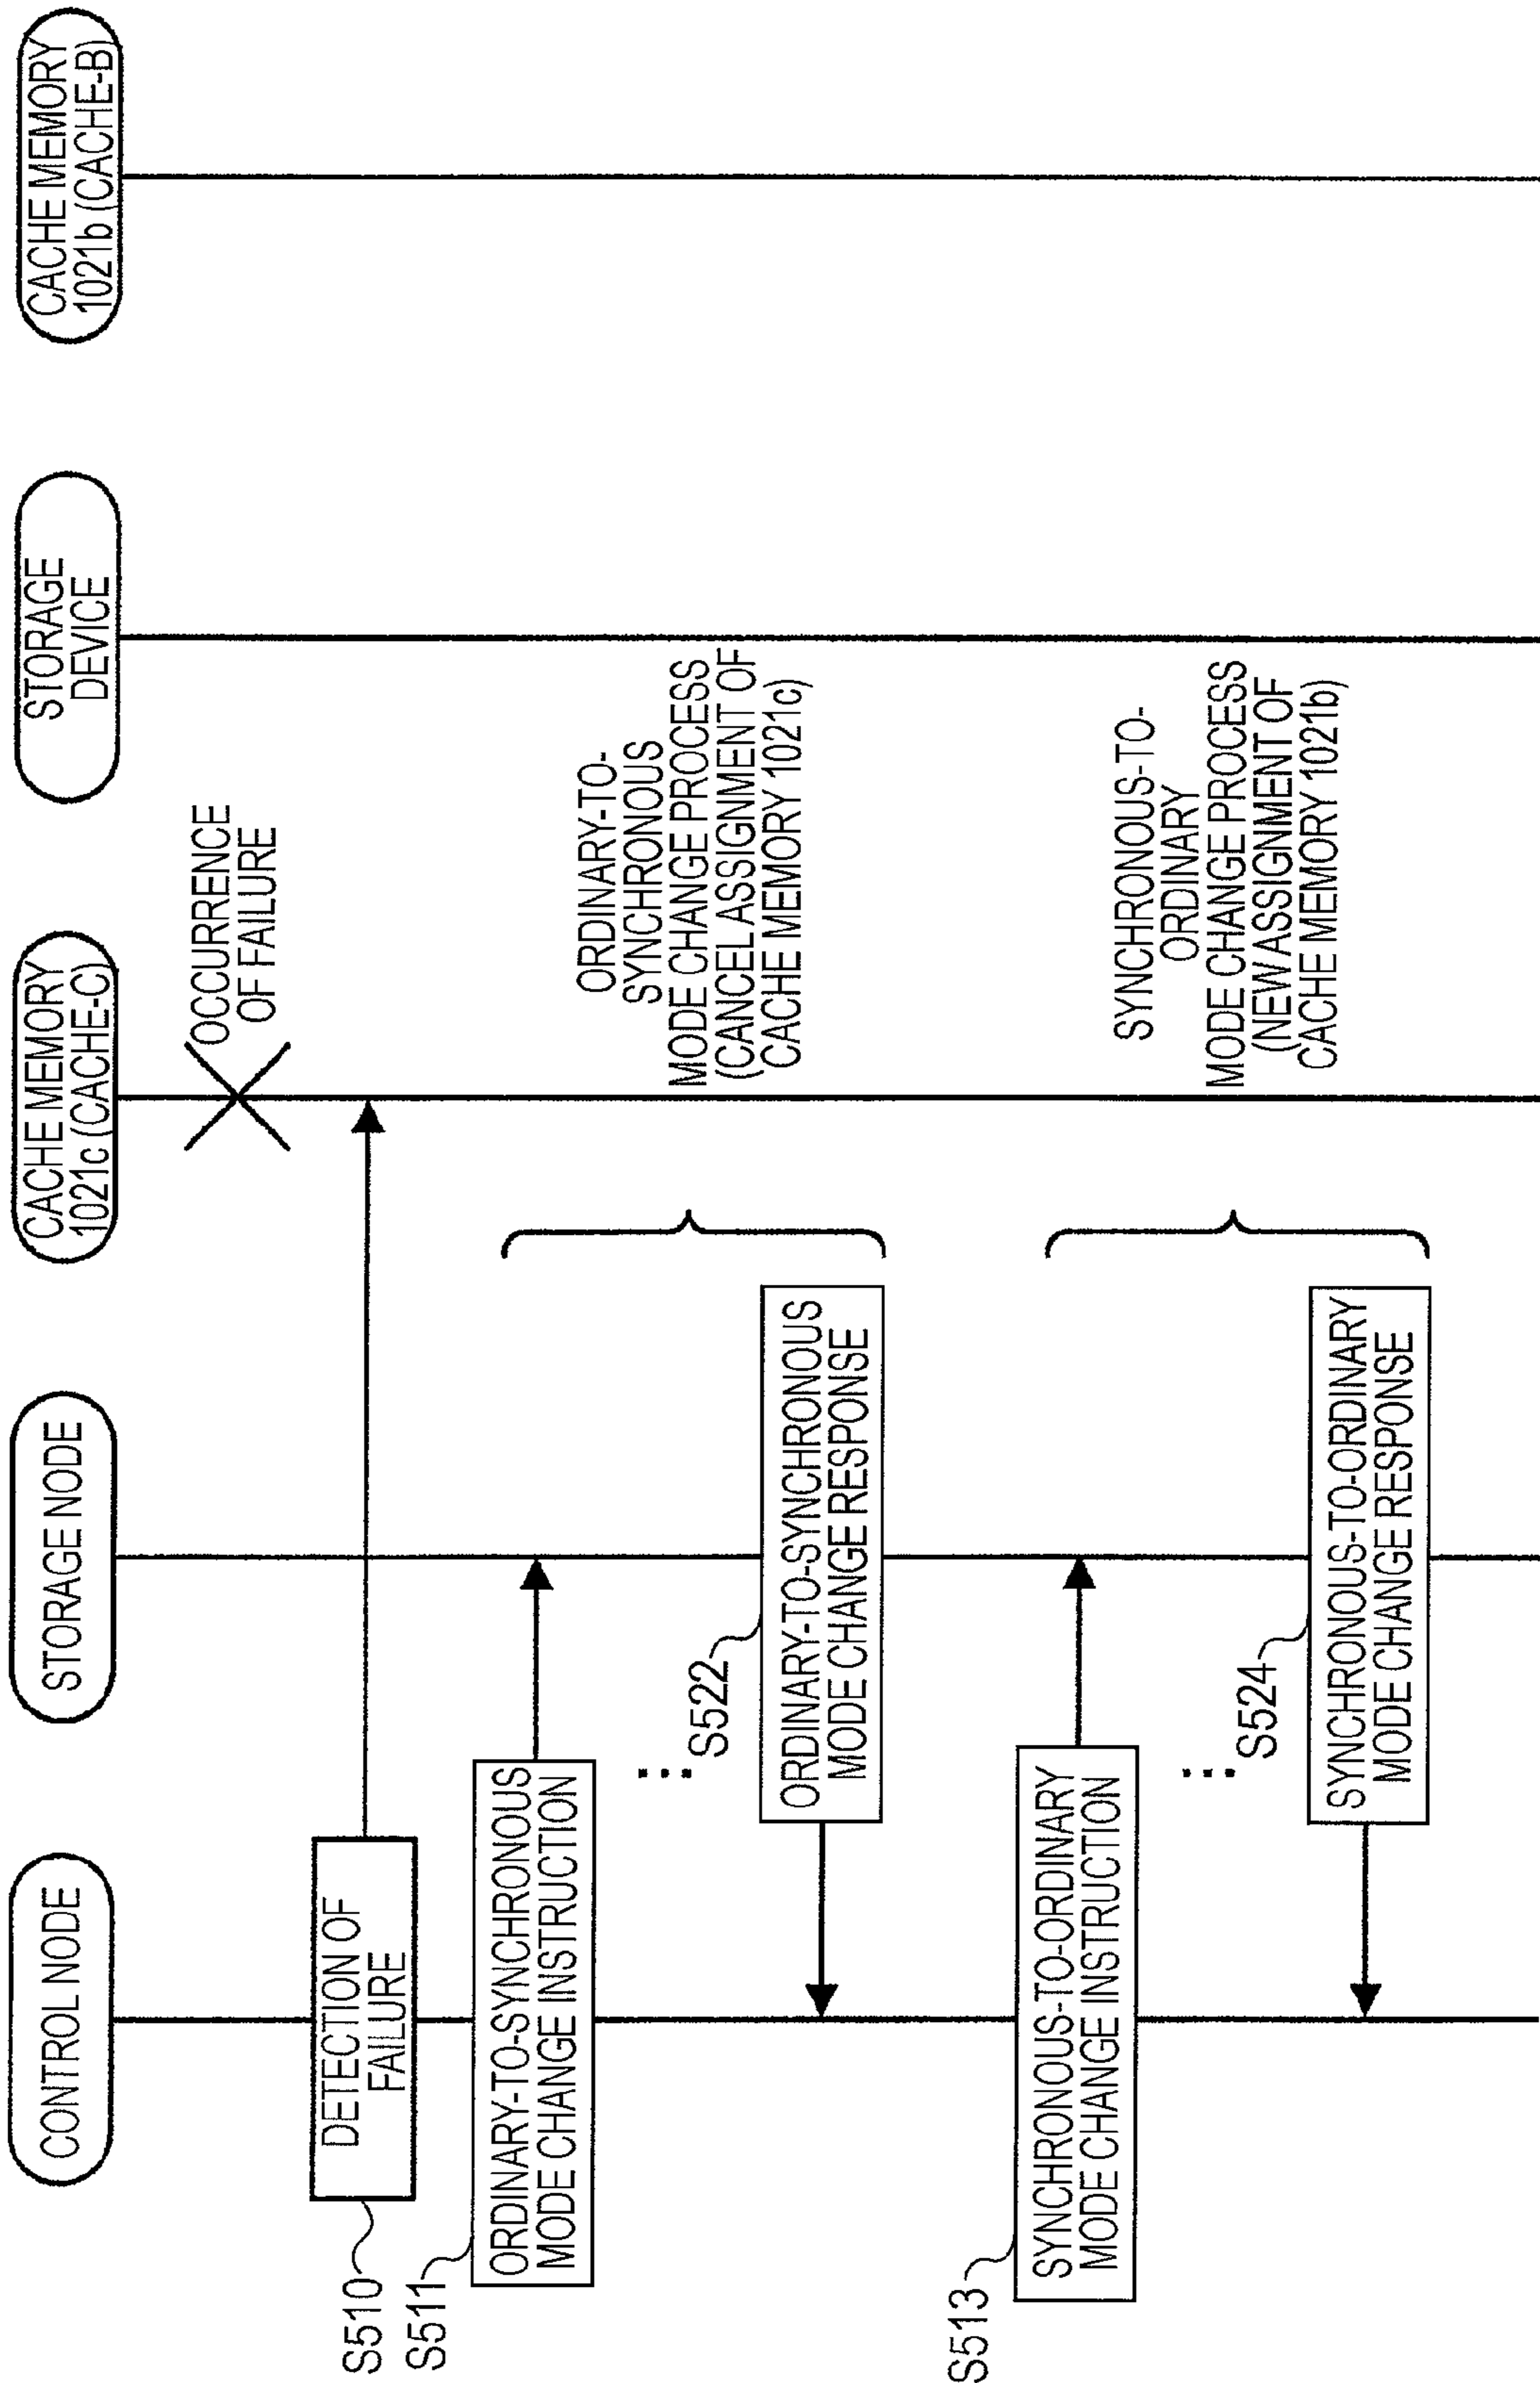 CONTROL NODE
STORAGE NODE
CACHE MEMORY
1021c (CACHE-C)
STORAGE
DEVICE
CACHE MEMORY
1021b (CACHE-B)
OCCURRENCE
OF FAILURE
S510
DETECTION OF
FAILURE
S511
ORDINARY-TO-SYNCHRONOUS
MODE CHANGE INSTRUCTION
ORDINARY-TO-
SYNCHRONOUS
MODE CHANGE PROCESS
(CANCEL ASSIGNMENT OF
CACHE MEMORY 1021c)
S522
ORDINARY-TO-SYNCHRONOUS
MODE CHANGE RESPONSE
S513
SYNCHRONOUS-TO-ORDINARY
MODE CHANGE INSTRUCTION
SYNCHRONOUS-TO-
ORDINARY
MODE CHANGE PROCESS
(NEW ASSIGNMENT OF
CACHE MEMORY 1021b)
S524
SYNCHRONOUS-TO-ORDINARY
MODE CHANGE RESPONSE